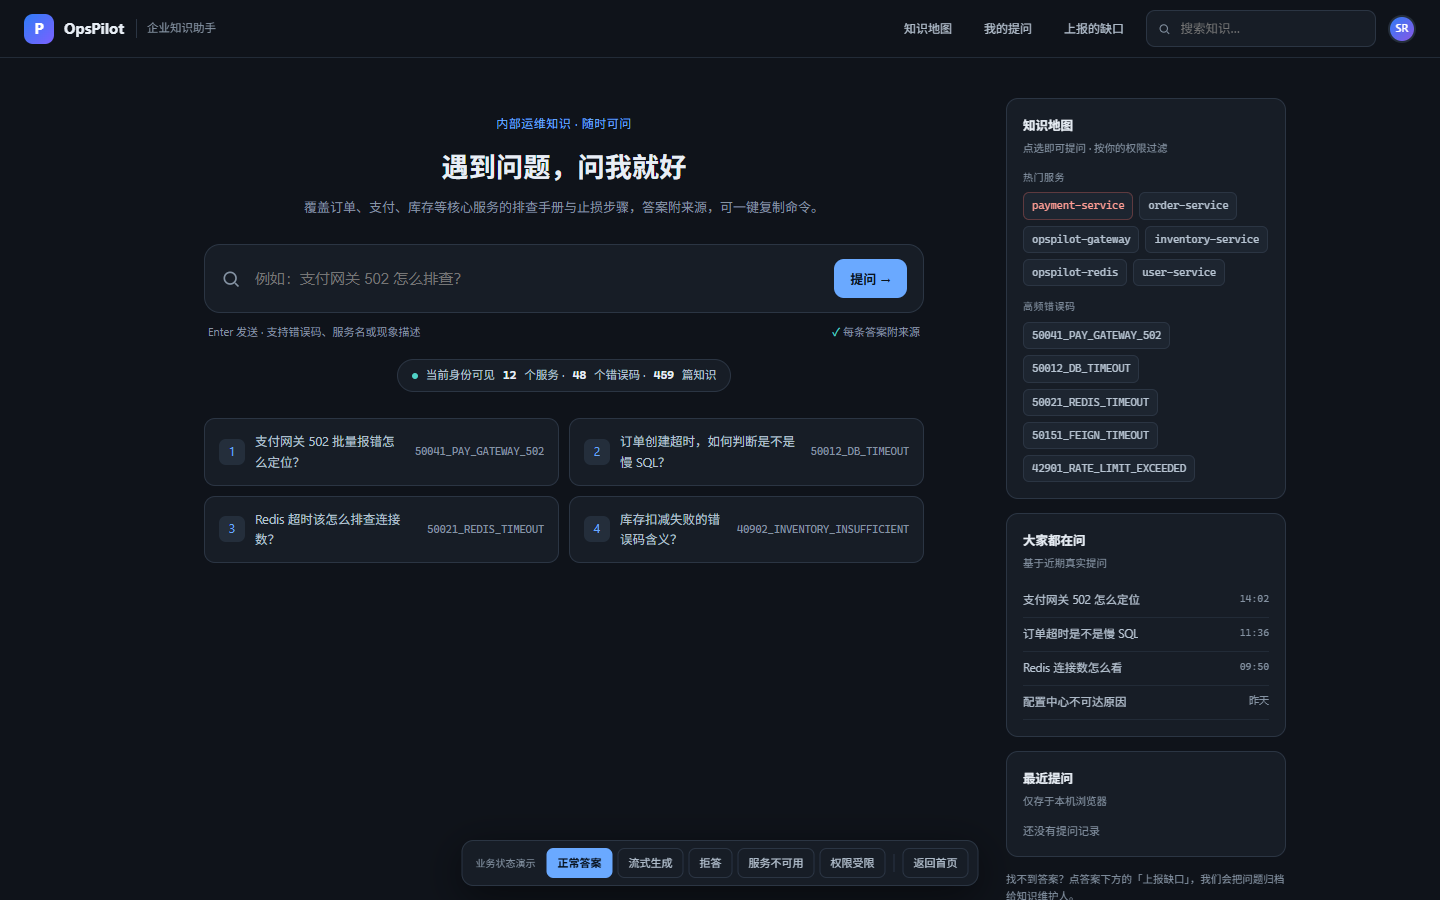 P OpsPilot 企业知识助手 知识地图 我的提问 上报的缺口 搜索知识... SR
内部运维知识 · 随时可问
遇到问题，问我就好
覆盖订单、支付、库存等核心服务的排查手册与止损步骤，答案附来源，可一键复制命令。
例如：支付网关 502 怎么排查？ 提问 →
Enter 发送 · 支持错误码、服务名或现象描述 ✓ 每条答案附来源
当前身份可见 12 个服务 · 48 个错误码 · 459 篇知识
1 支付网关 502 批量报错怎
么定位？
50041_PAY_GATEWAY_502
2 订单创建超时，如何判断是不是
慢 SQL？
50012_DB_TIMEOUT
3 Redis 超时该怎么排查连接
数？
50021_REDIS_TIMEOUT
4 库存扣减失败的错
误码含义？
40902_INVENTORY_INSUFFICIENT
知识地图
点选即可提问 · 按你的权限过滤
热门服务
payment-service order-service
opspilot-gateway inventory-service
opspilot-redis user-service
高频错误码
50041_PAY_GATEWAY_502
50012_DB_TIMEOUT
50021_REDIS_TIMEOUT
50151_FEIGN_TIMEOUT
42901_RATE_LIMIT_EXCEEDED
大家都在问
基于近期真实提问
支付网关 502 怎么定位 14:02
订单超时是不是慢 SQL 11:36
Redis 连接数怎么看 09:50
配置中心不可达原因 昨天
最近提问
仅存于本机浏览器
还没有提问记录
找不到答案？点答案下方的「上报缺口」，我们会把问题归档
给知识维护人。
业务状态演示 正常答案 流式生成 拒答 服务不可用 权限受限 返回首页